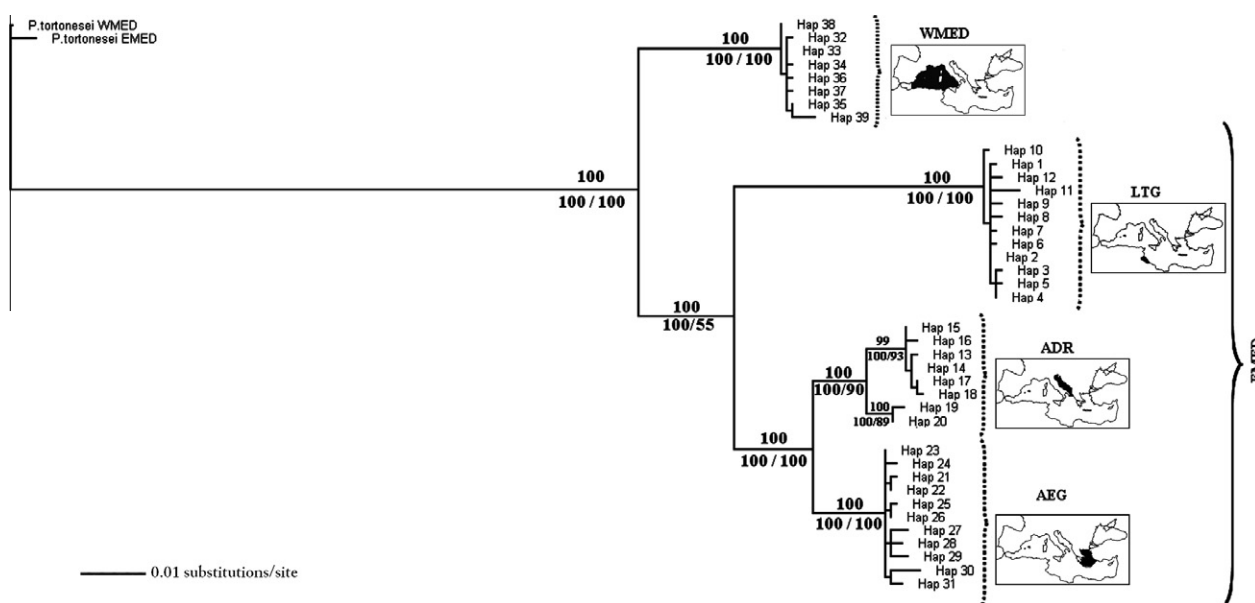 P.tortonesei WMED
P.tortonesei EMED
100
100 / 100
100
100 / 100
Hap 38
Hap 32
Hap 33
Hap 34
Hap 36
Hap 37
Hap 35
Hap 39
WMED
100
100/55
100
100 / 100
Hap 10
Hap 1
Hap 12
Hap 11
Hap 9
Hap 8
Hap 7
Hap 6
Hap 2
Hap 3
Hap 5
Hap 4
LTG
100
100 / 100
100
100/90
99
100/93
Hap 15
Hap 16
Hap 13
Hap 14
Hap 17
Hap 18
100
100/89
Hap 19
Hap 20
ADR
100
100 / 100
Hap 23
Hap 24
Hap 21
Hap 22
Hap 25
Hap 26
Hap 27
Hap 28
Hap 29
Hap 30
Hap 31
AEG
EMED
0.01 substitutions/site